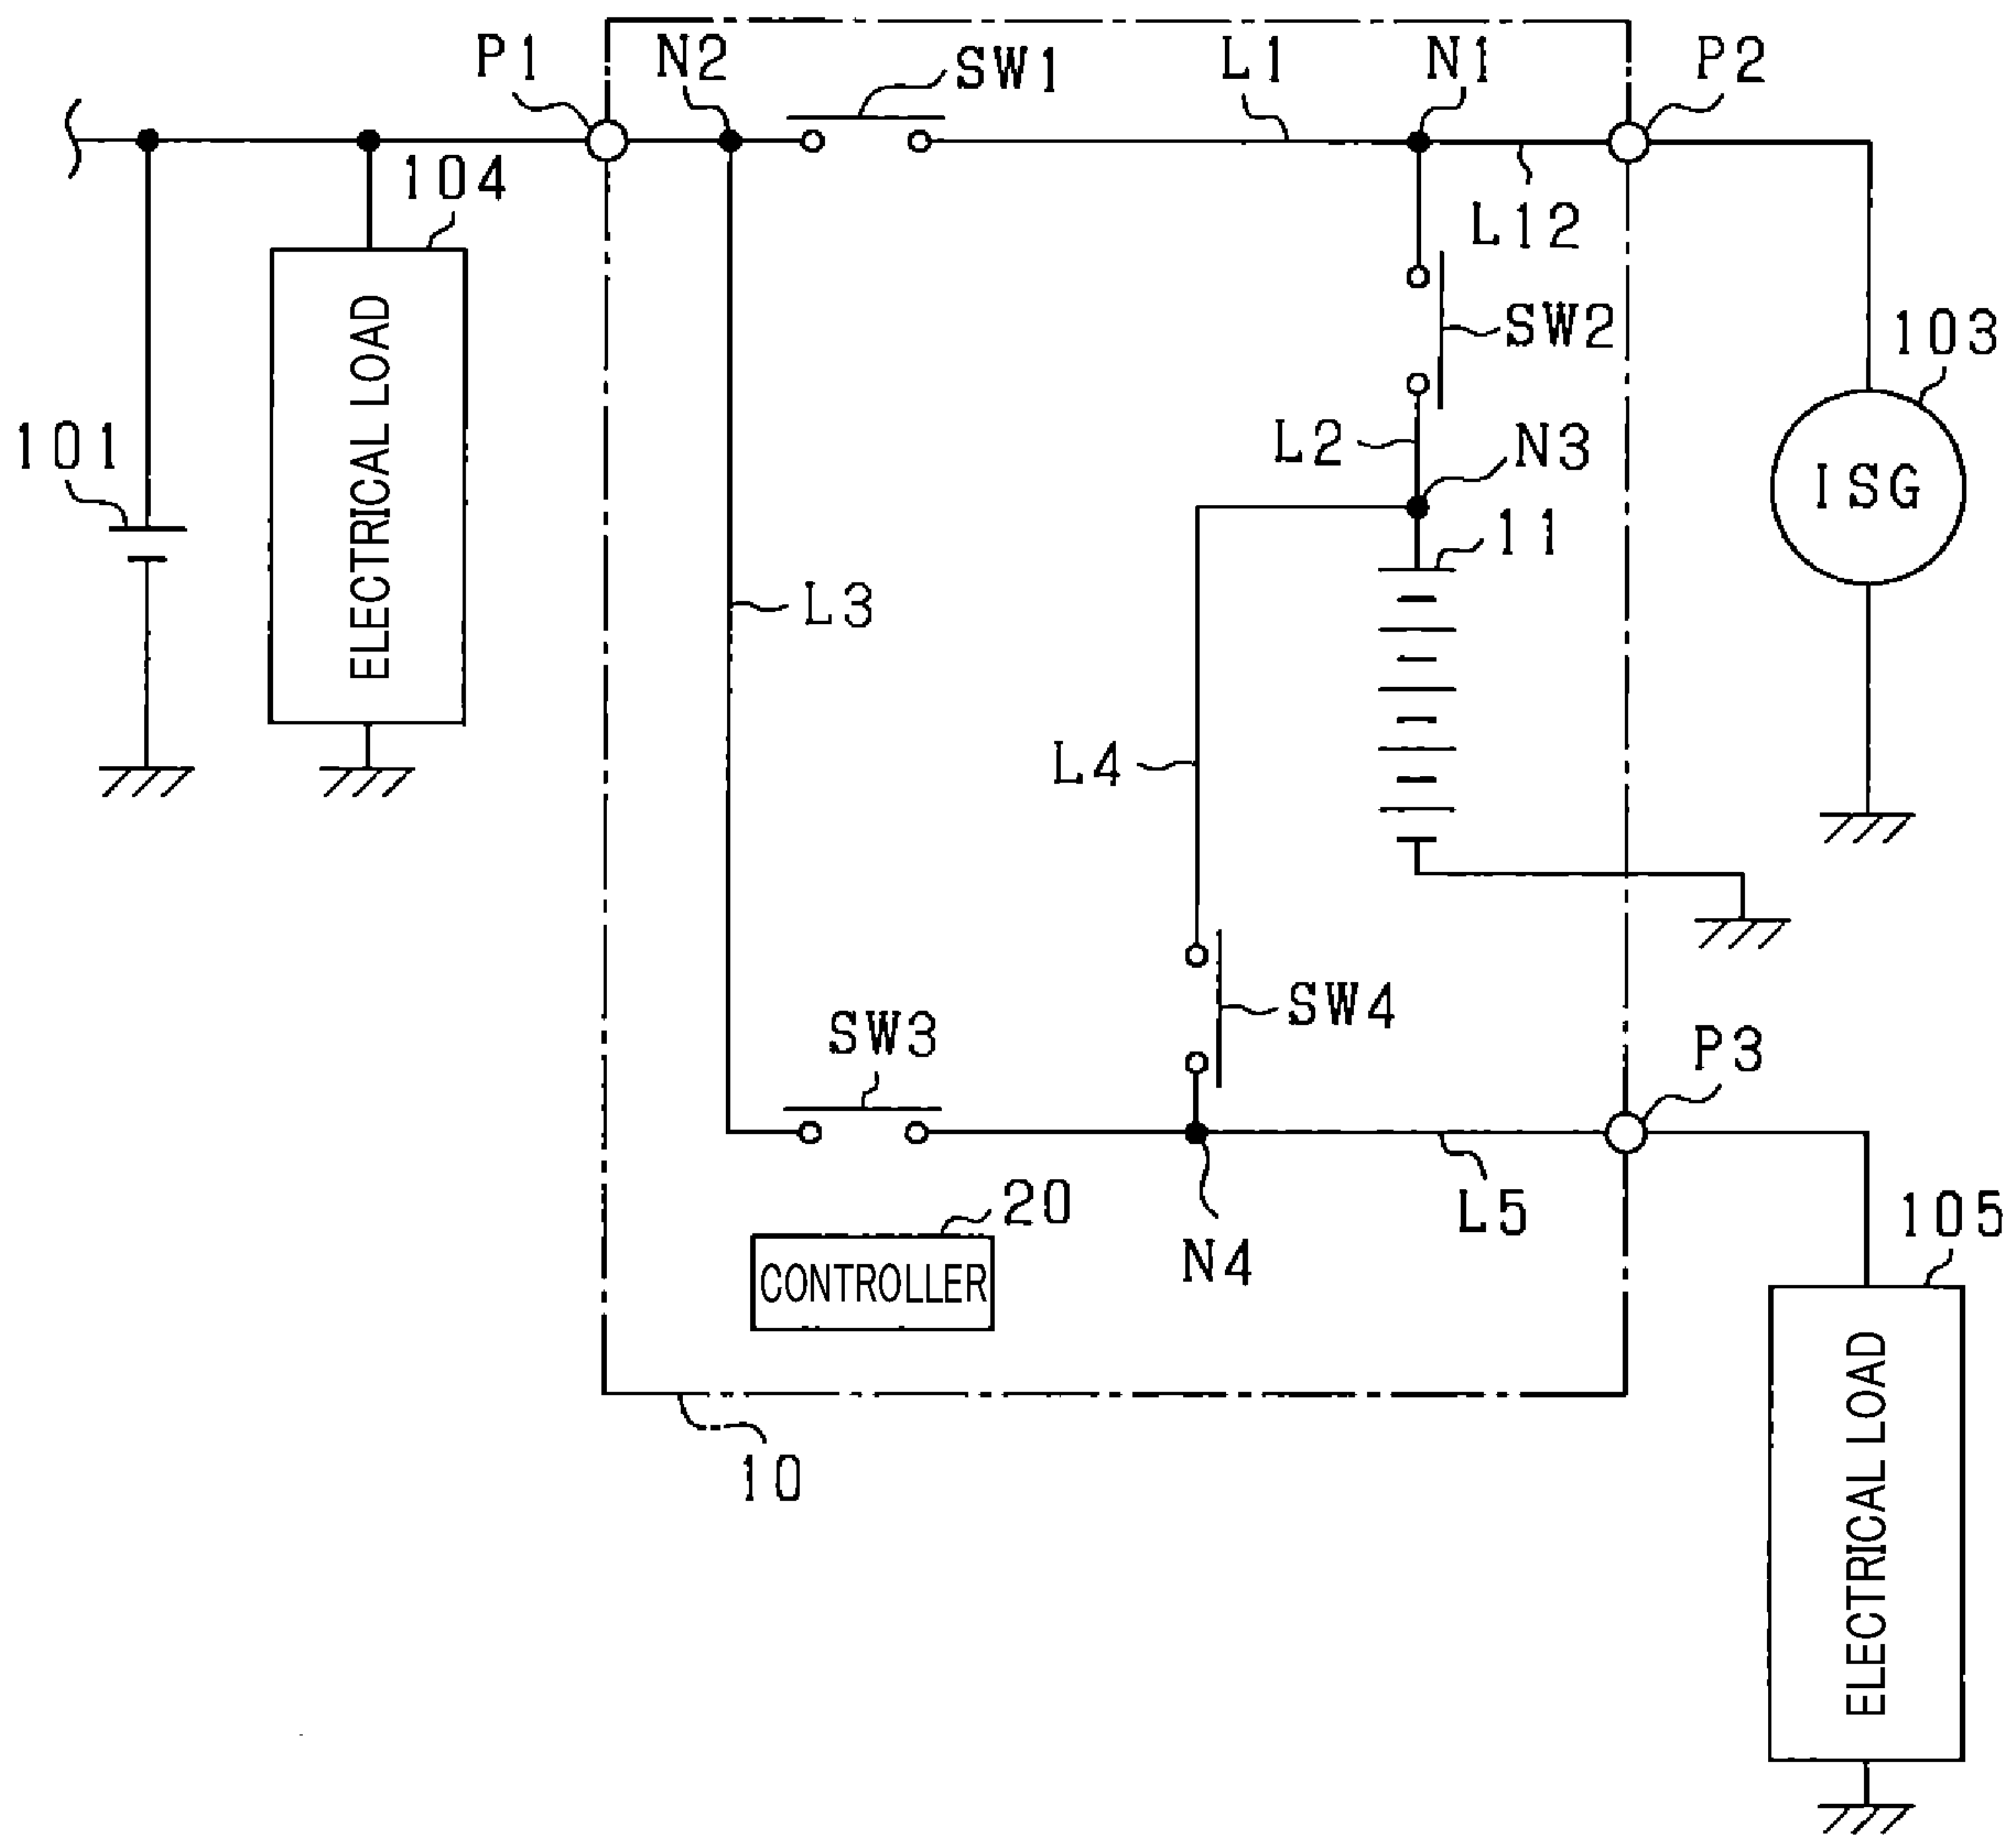 P1
N2
SW1
L1
N1
P2
104
L12
SW2
103
101
L2
N3
ELECTRICAL LOAD
ISG
11
L3
L4
SW4
SW3
P3
20
L5
105
CONTROLLER
N4
10
ELECTRICAL LOAD